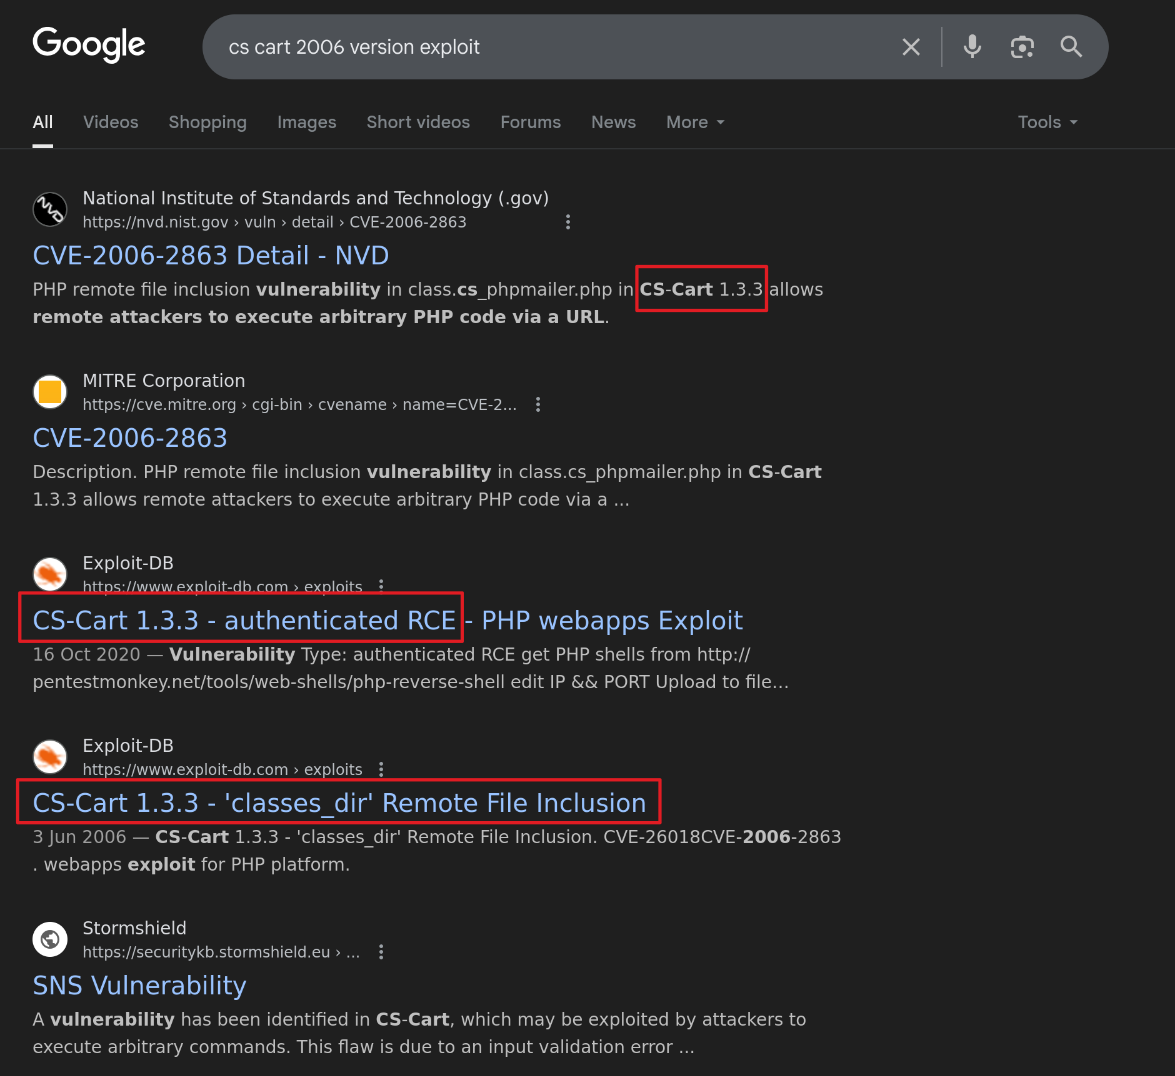 Google
cs cart 2006 version exploit
All Videos Shopping Images Short videos Forums News More Tools
NVD
National Institute of Standards and Technology (.gov)
https://nvd.nist.gov › vuln › detail › CVE-2006-2863
CVE-2006-2863 Detail - NVD
PHP remote file inclusion vulnerability in class.cs_phpmailer.php in CS-Cart 1.3.3 allows
remote attackers to execute arbitrary PHP code via a URL.
MITRE Corporation
https://cve.mitre.org › cgi-bin › cvename › name=CVE-2...
CVE-2006-2863
Description. PHP remote file inclusion vulnerability in class.cs_phpmailer.php in CS-Cart
1.3.3 allows remote attackers to execute arbitrary PHP code via a ...
Exploit-DB
https://www.exploit-db.com › exploits
CS-Cart 1.3.3 - authenticated RCE - PHP webapps Exploit
16 Oct 2020 — Vulnerability Type: authenticated RCE get PHP shells from http://
pentestmonkey.net/tools/web-shells/php-reverse-shell edit IP && PORT Upload to file...
Exploit-DB
https://www.exploit-db.com › exploits
CS-Cart 1.3.3 - 'classes_dir' Remote File Inclusion
3 Jun 2006 — CS-Cart 1.3.3 - 'classes_dir' Remote File Inclusion. CVE-26018CVE-2006-2863
. webapps exploit for PHP platform.
Stormshield
https://securitykb.stormshield.eu › ...
SNS Vulnerability
A vulnerability has been identified in CS-Cart, which may be exploited by attackers to
execute arbitrary commands. This flaw is due to an input validation error ...